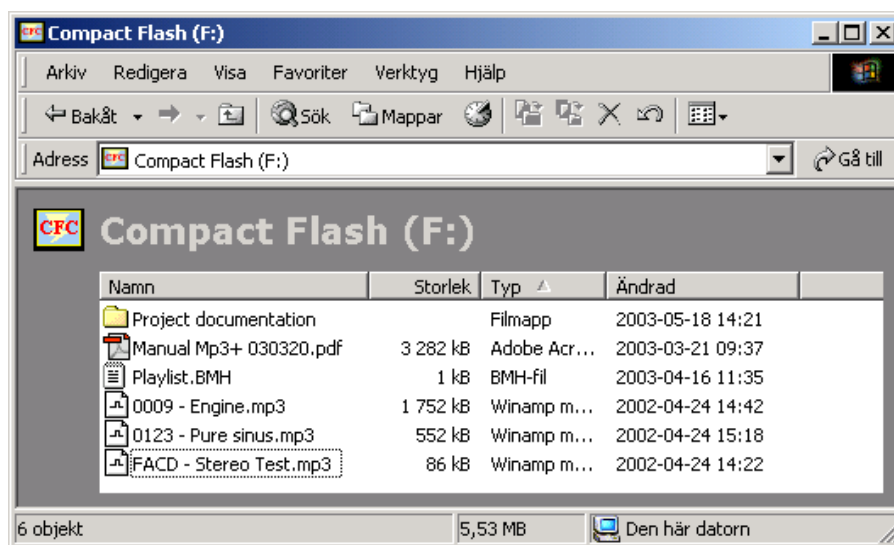 Compact Flash (F:)
Arkiv Redigera Visa Favoriter Verktyg Hjälp
Bakåt Sök Mappar
Adress Compact Flash (F:) Gå till
CFC Compact Flash (F:)
Namn Storlek Typ Ändrad
Project documentation Filmapp 2003-05-18 14:21
Manual Mp3+ 030320.pdf 3 282 kB Adobe Acr... 2003-03-21 09:37
Playlist.BMH 1 kB BMH-fil 2003-04-16 11:35
0009 - Engine.mp3 1 752 kB Winamp m... 2002-04-24 14:42
0123 - Pure sinus.mp3 552 kB Winamp m... 2002-04-24 15:18
FACD - Stereo Test.mp3 86 kB Winamp m... 2002-04-24 14:22
6 objekt 5,53 MB Den här datorn